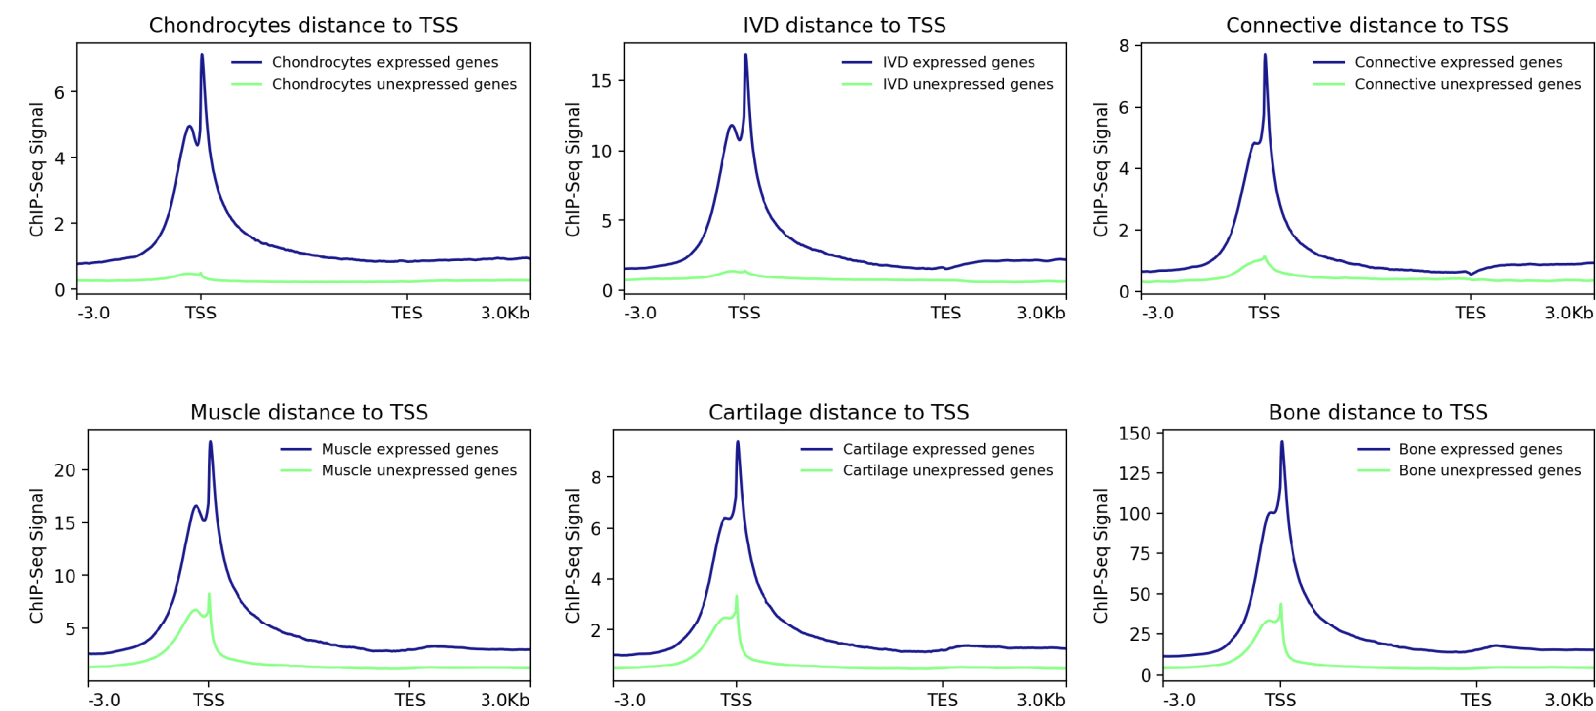 Chondrocytes distance to TSS
ChIP-Seq Signal
6
4
2
0
Chondrocytes expressed genes
Chondrocytes unexpressed genes
-3.0 TSS TES 3.0Kb
IVD distance to TSS
ChIP-Seq Signal
15
10
5
0
IVD expressed genes
IVD unexpressed genes
-3.0 TSS TES 3.0Kb
Connective distance to TSS
ChIP-Seq Signal
8
6
4
2
0
Connective expressed genes
Connective unexpressed genes
-3.0 TSS TES 3.0Kb
Muscle distance to TSS
ChIP-Seq Signal
20
15
10
5
Muscle expressed genes
Muscle unexpressed genes
-3.0 TSS TES 3.0Kb
Cartilage distance to TSS
ChIP-Seq Signal
8
6
4
2
Cartilage expressed genes
Cartilage unexpressed genes
-3.0 TSS TES 3.0Kb
Bone distance to TSS
ChIP-Seq Signal
150
125
100
75
50
25
0
Bone expressed genes
Bone unexpressed genes
-3.0 TSS TES 3.0Kb